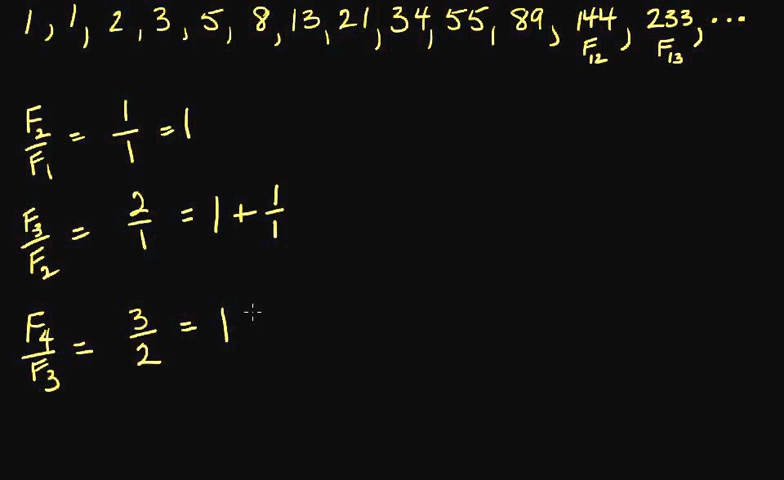 1, 1, 2, 3, 5, 8, 13, 21, 34, 55, 89, 144, 233, ...
F₁₂ F₁₃
F₂/F₁ = 1/1 = 1
F₃/F₂ = 2/1 = 1 + 1/1
F₄/F₃ = 3/2 = 1